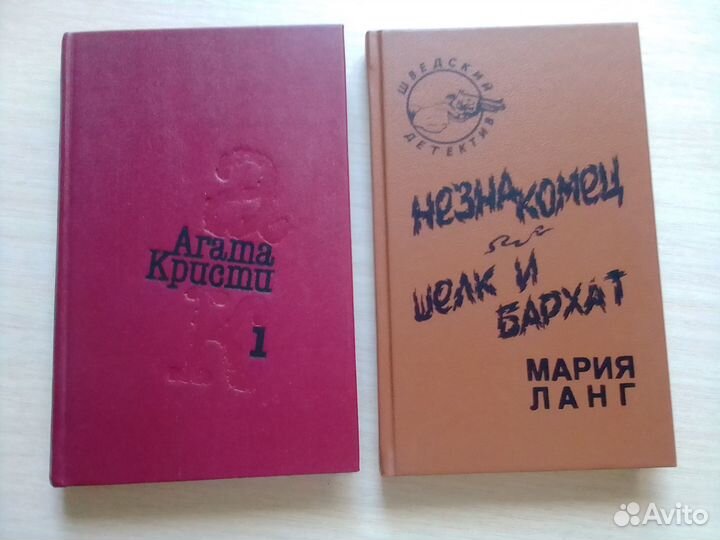 а
Агата
Кристи
К
1
ШВЕДСКИЙ
ДЕТЕКТИВ
НеЗНАКОМЕЦ
ШЕЛК И
БАРХАТ
МАРИЯ
ЛАНГ
Avito